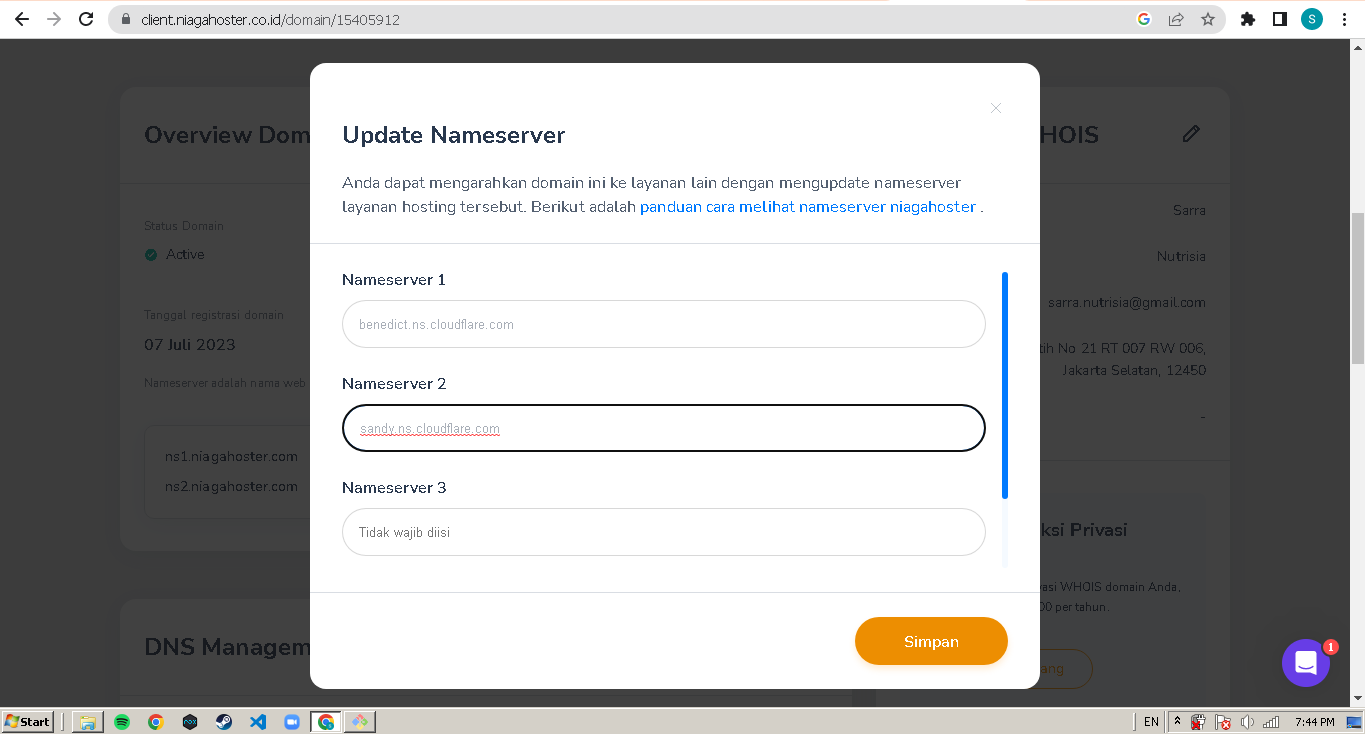 client.niagahoster.co.id/domain/15405912
S
Overview Dom
Status Domain
Active
Tanggal registrasi domain
07 Juli 2023
Nameserver adalah nama web
ns1.niagahoster.com
ns2.niagahoster.com
DNS Managem
Update Nameserver
Anda dapat mengarahkan domain ini ke layanan lain dengan mengupdate nameserver
layanan hosting tersebut. Berikut adalah panduan cara melihat nameserver niagahoster .
Nameserver 1
benedict.ns.cloudflare.com
Nameserver 2
sandy.ns.cloudflare.com
Nameserver 3
Tidak wajib diisi
Simpan
HOIS
Sarra
Nutrisia
sarra.nutrisia@gmail.com
tih No 21 RT 007 RW 006,
Jakarta Selatan, 12450
-
ksi Privasi
vasi WHOIS domain Anda,
00 per tahun.
ang
1
Start
EN
7:44 PM